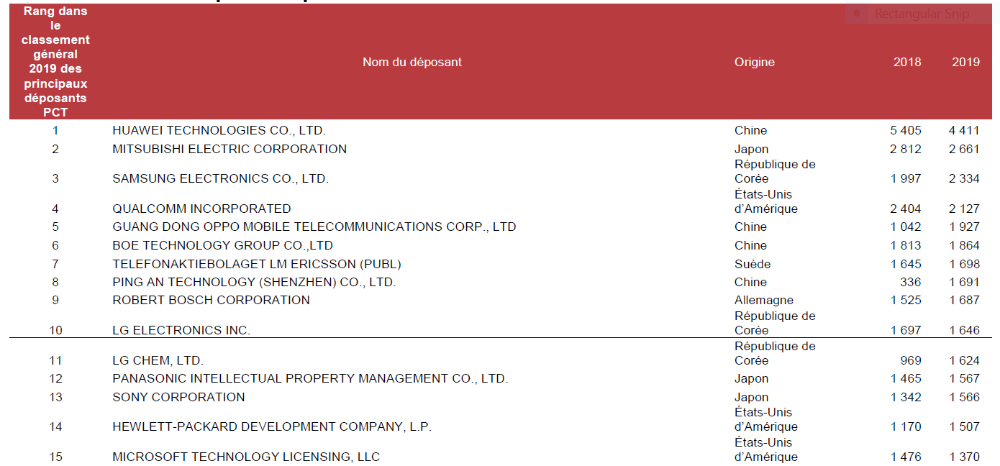 Rang dans
le
classement
général
2019 des
principaux
déposants
PCT
Nom du déposant Origine 2018 2019
Rectangular Snip
1 HUAWEI TECHNOLOGIES CO., LTD. Chine 5 405 4 411
2 MITSUBISHI ELECTRIC CORPORATION Japon 2 812 2 661
République de
3 SAMSUNG ELECTRONICS CO., LTD. Corée 1 997 2 334
États-Unis
4 QUALCOMM INCORPORATED d’Amérique 2 404 2 127
5 GUANG DONG OPPO MOBILE TELECOMMUNICATIONS CORP., LTD Chine 1 042 1 927
6 BOE TECHNOLOGY GROUP CO.,LTD Chine 1 813 1 864
7 TELEFONAKTIEBOLAGET LM ERICSSON (PUBL) Suède 1 645 1 698
8 PING AN TECHNOLOGY (SHENZHEN) CO., LTD. Chine 336 1 691
9 ROBERT BOSCH CORPORATION Allemagne 1 525 1 687
République de
10 LG ELECTRONICS INC. Corée 1 697 1 646
République de
11 LG CHEM, LTD. Corée 969 1 624
12 PANASONIC INTELLECTUAL PROPERTY MANAGEMENT CO., LTD. Japon 1 465 1 567
13 SONY CORPORATION Japon 1 342 1 566
États-Unis
14 HEWLETT-PACKARD DEVELOPMENT COMPANY, L.P. d’Amérique 1 170 1 507
États-Unis
15 MICROSOFT TECHNOLOGY LICENSING, LLC d’Amérique 1 476 1 370